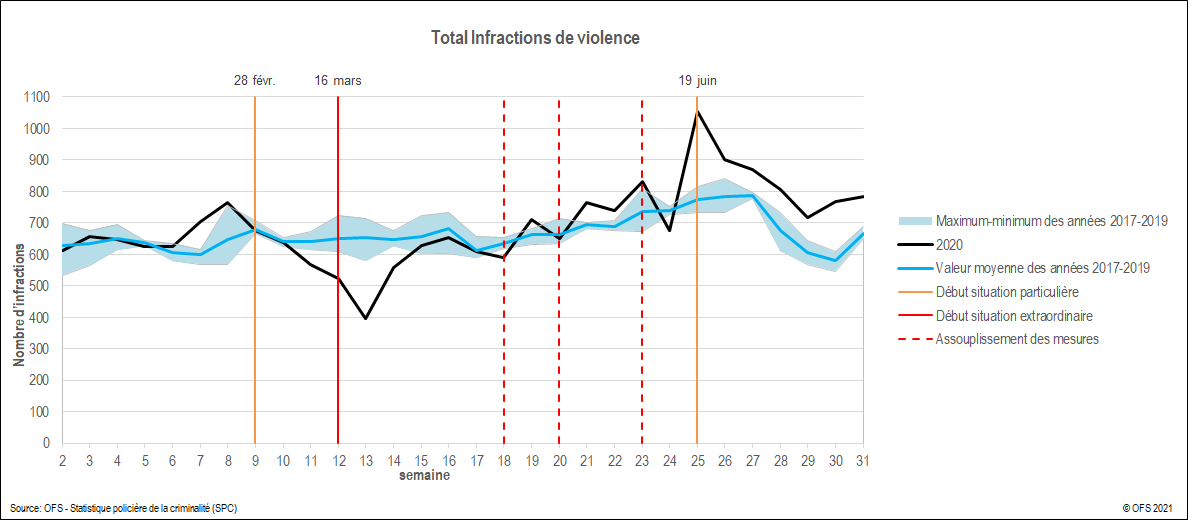 Total Infractions de violence
28 févr. 16 mars 19 juin
1100
1000
900
800
700
600
500
400
300
200
100
0
Nombre d'infractions
2 3 4 5 6 7 8 9 10 11 12 13 14 15 16 17 18 19 20 21 22 23 24 25 26 27 28 29 30 31
semaine
Maximum-minimum des années 2017-2019
2020
Valeur moyenne des années 2017-2019
Début situation particulière
Début situation extraordinaire
Assouplissement des mesures
Source: OFS - Statistique policière de la criminalité (SPC)
© OFS 2021